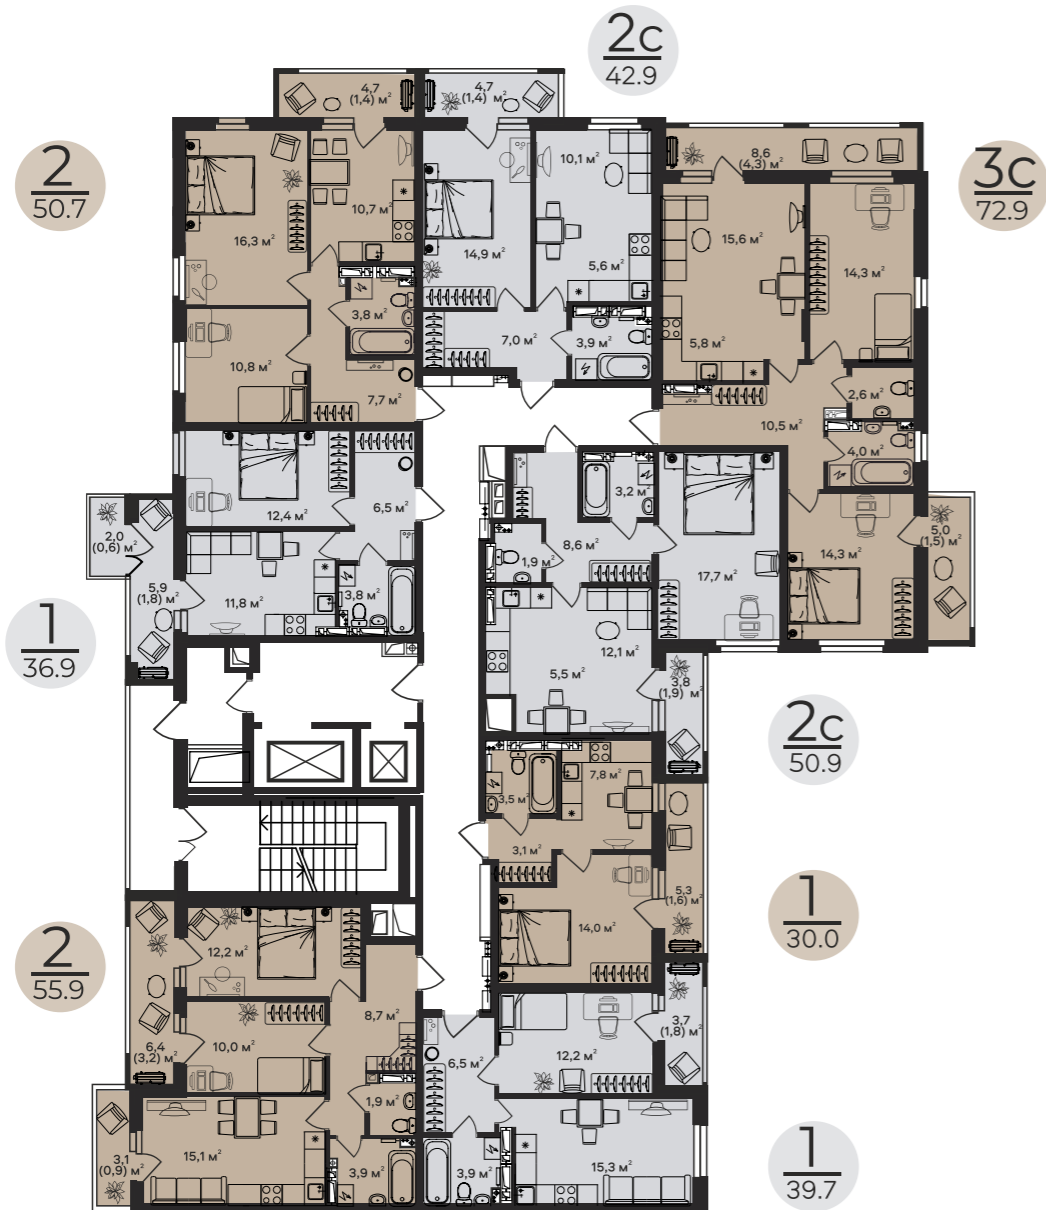 2с
42.9
4,7
(1,4) м²
4,7
(1,4) м²
2
50.7
3с
72.9
8,6
(4,3) м²
10,1 м²
10,7 м²
16,3 м²
14,9 м²
5,6 м²
15,6 м²
14,3 м²
3,8 м²
7,0 м²
3,9 м²
5,8 м²
10,8 м²
7,7 м²
2,6 м²
10,5 м²
4,0 м²
12,4 м²
6,5 м²
3,2 м²
2,0
(0,6) м²
8,6 м²
1,9 м²
17,7 м²
14,3 м²
5,0
(1,5) м²
5,9
(1,8) м²
11,8 м²
3,8 м²
1
36.9
12,1 м²
5,5 м²
3,8
(1,9) м²
2с
50.9
7,8 м²
3,5 м²
3,1 м²
5,3
(1,6) м²
1
30.0
14,0 м²
2
55.9
12,2 м²
8,7 м²
10,0 м²
6,4
(3,2) м²
6,5 м²
12,2 м²
3,7
(1,8) м²
1,9 м²
3,1
(0,9) м²
15,1 м²
3,9 м²
3,9 м²
15,3 м²
1
39.7